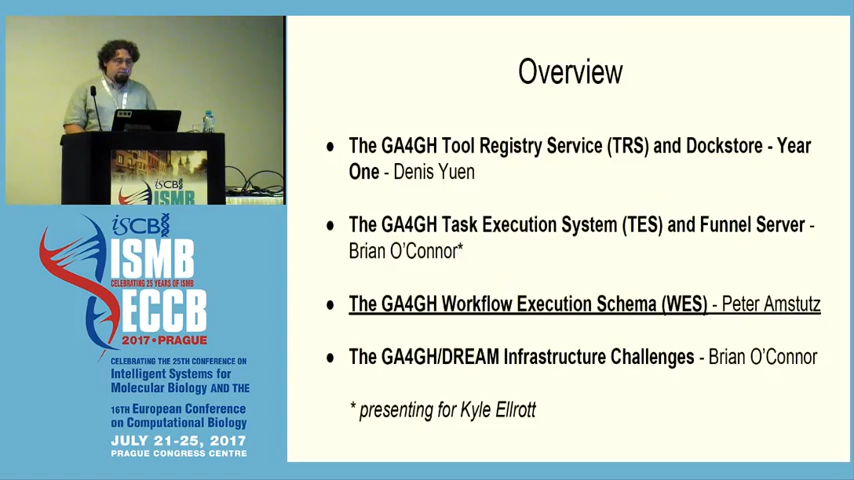 iSCB
ISMB
iSCB
ISMB
CELEBRATING 25 YEARS OF ISMB
ECCB
2017 • PRAGUE
CELEBRATING THE 25TH CONFERENCE ON
Intelligent Systems for
Molecular Biology AND THE
16TH European Conference
on Computational Biology
JULY 21-25, 2017
PRAGUE CONGRESS CENTRE
Overview
● The GA4GH Tool Registry Service (TRS) and Dockstore - Year
One - Denis Yuen
● The GA4GH Task Execution System (TES) and Funnel Server -
Brian O'Connor*
● The GA4GH Workflow Execution Schema (WES) - Peter Amstutz
● The GA4GH/DREAM Infrastructure Challenges - Brian O'Connor
* presenting for Kyle Ellrott